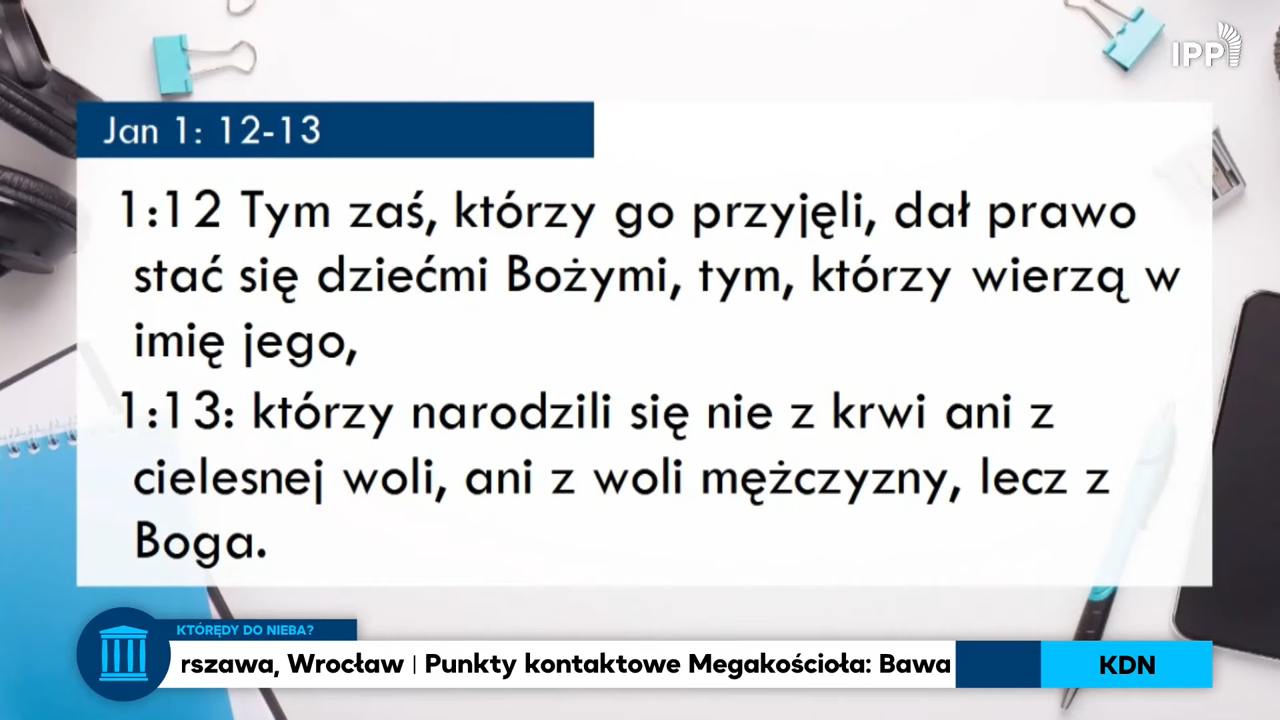 IPP
Jan 1: 12-13
1:12 Tym zaś, którzy go przyjęli, dał prawo
stać się dziećmi Bożymi, tym, którzy wierzą w
imię jego,
1:13: którzy narodzili się nie z krwi ani z
cielesnej woli, ani z woli mężczyzny, lecz z
Boga.
KTÓRĘDY DO NIEBA?
rszawa, Wrocław | Punkty kontaktowe Megakościoła: Bawa
KDN